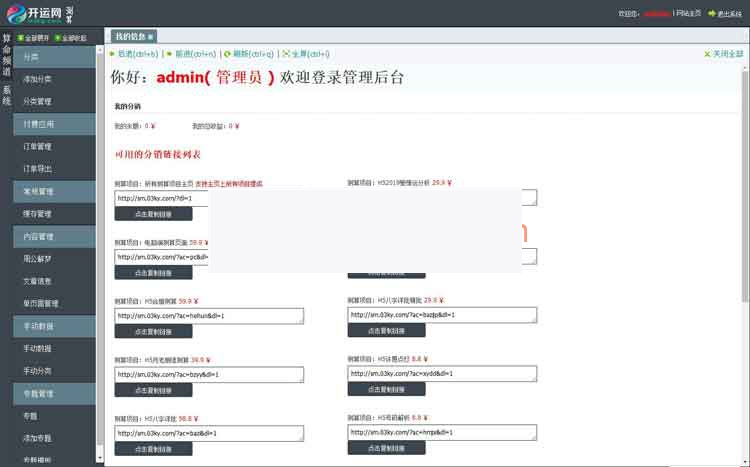 开运网 测算
欢迎您， | 网站主页 退出系统
算命频道
系统
全部展开 全部收起
分类
添加分类
分类管理
付费应用
订单管理
订单导出
常规管理
缓存管理
内容管理
周公解梦
文章信息
单页面管理
手动数据
手动数据
手动分类
专题管理
专题
添加专题
专题模板
我的信息
后退(ctrl+b) | 前进(ctrl+n) | 刷新(ctrl+q) | 全屏(ctrl+i)
关闭全部
你好：admin( 管理员 ) 欢迎登录管理后台
我的分销
我的余额：0 ¥ 我的总收益：0 ¥
可用的分销链接列表
测算项目：所有测算项目主页 支持主页上所有项目提成
http://sm.03ky.com/?dl=1
点击复制链接
测算项目：H52019整理运分析 29.9 ¥
测算项目：电脑端测算页面 39.9
http://sm.03ky.com/?ac=pc&dl=
点击复制链接
点击复制链接
测算项目：H5合婚测算 39.9 ¥
http://sm.03ky.com/?ac=hehun&dl=1
点击复制链接
测算项目：H5八字详批精批 29.9 ¥
http://sm.03ky.com/?ac=bazjp&dl=1
点击复制链接
测算项目：H5月老姻缘测算 39.9 ¥
http://sm.03ky.com/?ac=bzyy&dl=1
点击复制链接
测算项目：H5许愿点灯 8.8 ¥
http://sm.03ky.com/?ac=xydd&dl=1
点击复制链接
测算项目：H5八字详批 38.8 ¥
http://sm.03ky.com/?ac=bazi&dl=1
点击复制链接
测算项目：H5号码解析 6.8 ¥
http://sm.03ky.com/?ac=hmjx&dl=1
点击复制链接